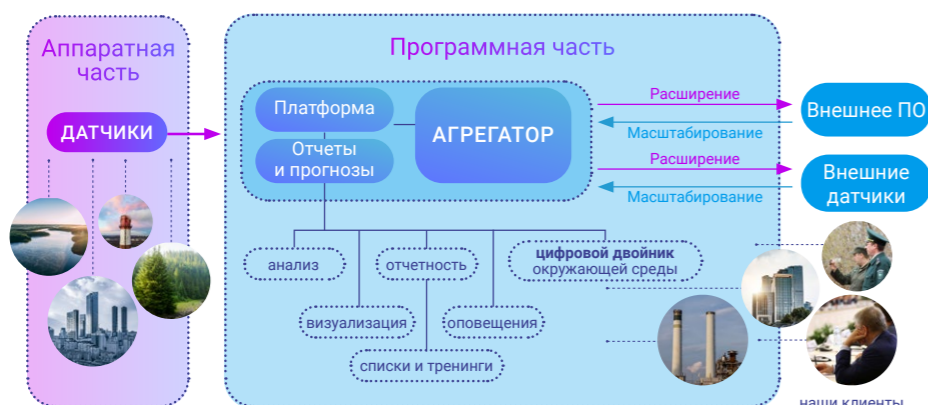 Аппаратная
часть
ДАТЧИКИ
Программная часть
Платформа
Отчеты
и прогнозы
АГРЕГАТОР
Расширение
Масштабирование
Расширение
Масштабирование
Внешнее ПО
Внешние
датчики
анализ
отчетность
цифровой двойник
окружающей среды
визуализация
оповещения
списки и тренинги
наши клиенты